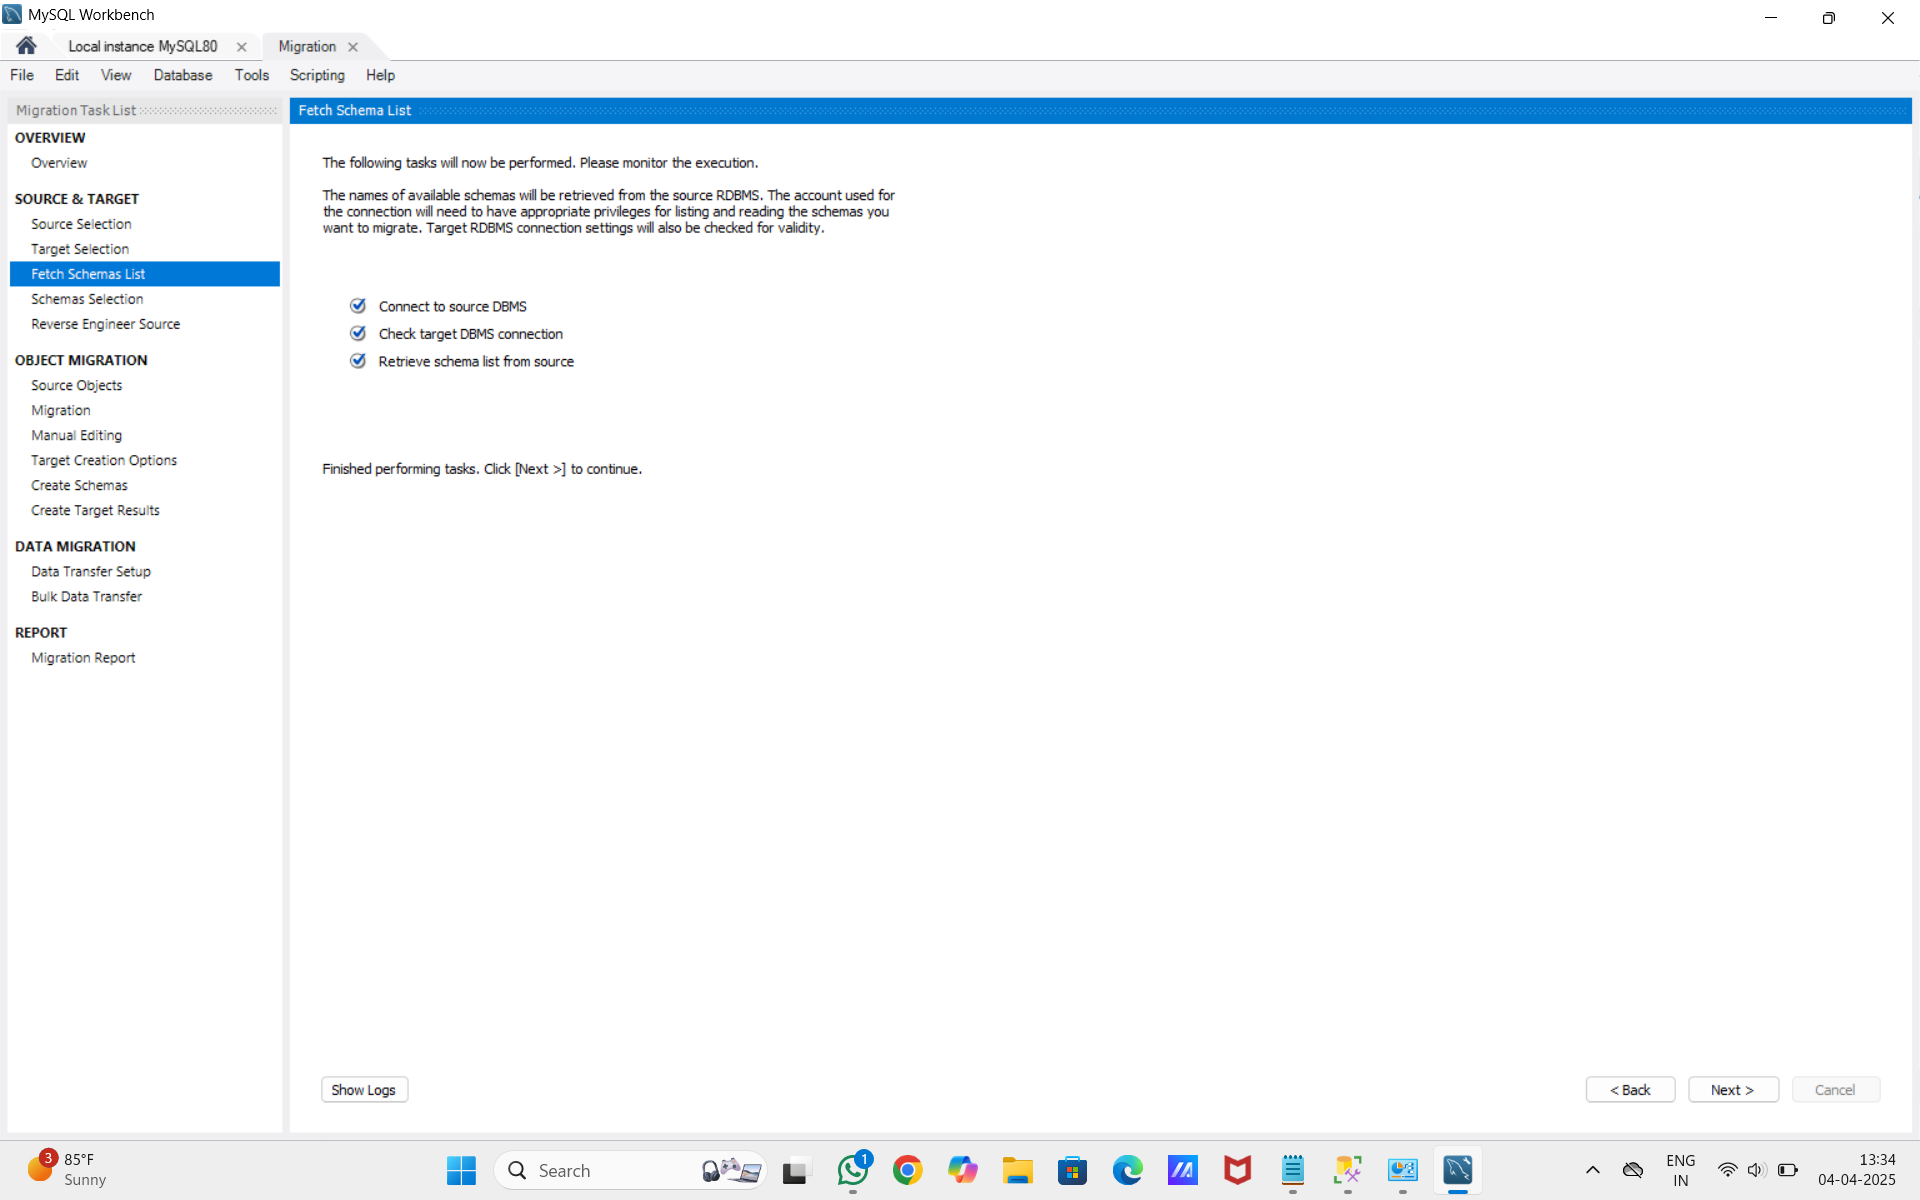 MySQL Workbench
Local instance MySQL80
Migration
File Edit View Database Tools Scripting Help
Migration Task List
OVERVIEW
Overview
SOURCE & TARGET
Source Selection
Target Selection
Fetch Schemas List
Schemas Selection
Reverse Engineer Source
OBJECT MIGRATION
Source Objects
Migration
Manual Editing
Target Creation Options
Create Schemas
Create Target Results
DATA MIGRATION
Data Transfer Setup
Bulk Data Transfer
REPORT
Migration Report
Fetch Schema List
The following tasks will now be performed. Please monitor the execution.
The names of available schemas will be retrieved from the source RDBMS. The account used for
the connection will need to have appropriate privileges for listing and reading the schemas you
want to migrate. Target RDBMS connection settings will also be checked for validity.
Connect to source DBMS
Check target DBMS connection
Retrieve schema list from source
Finished performing tasks. Click [Next >] to continue.
Show Logs
< Back
Next >
Cancel
3
85°F
Sunny
Search
1
ENG
IN
13:34
04-04-2025